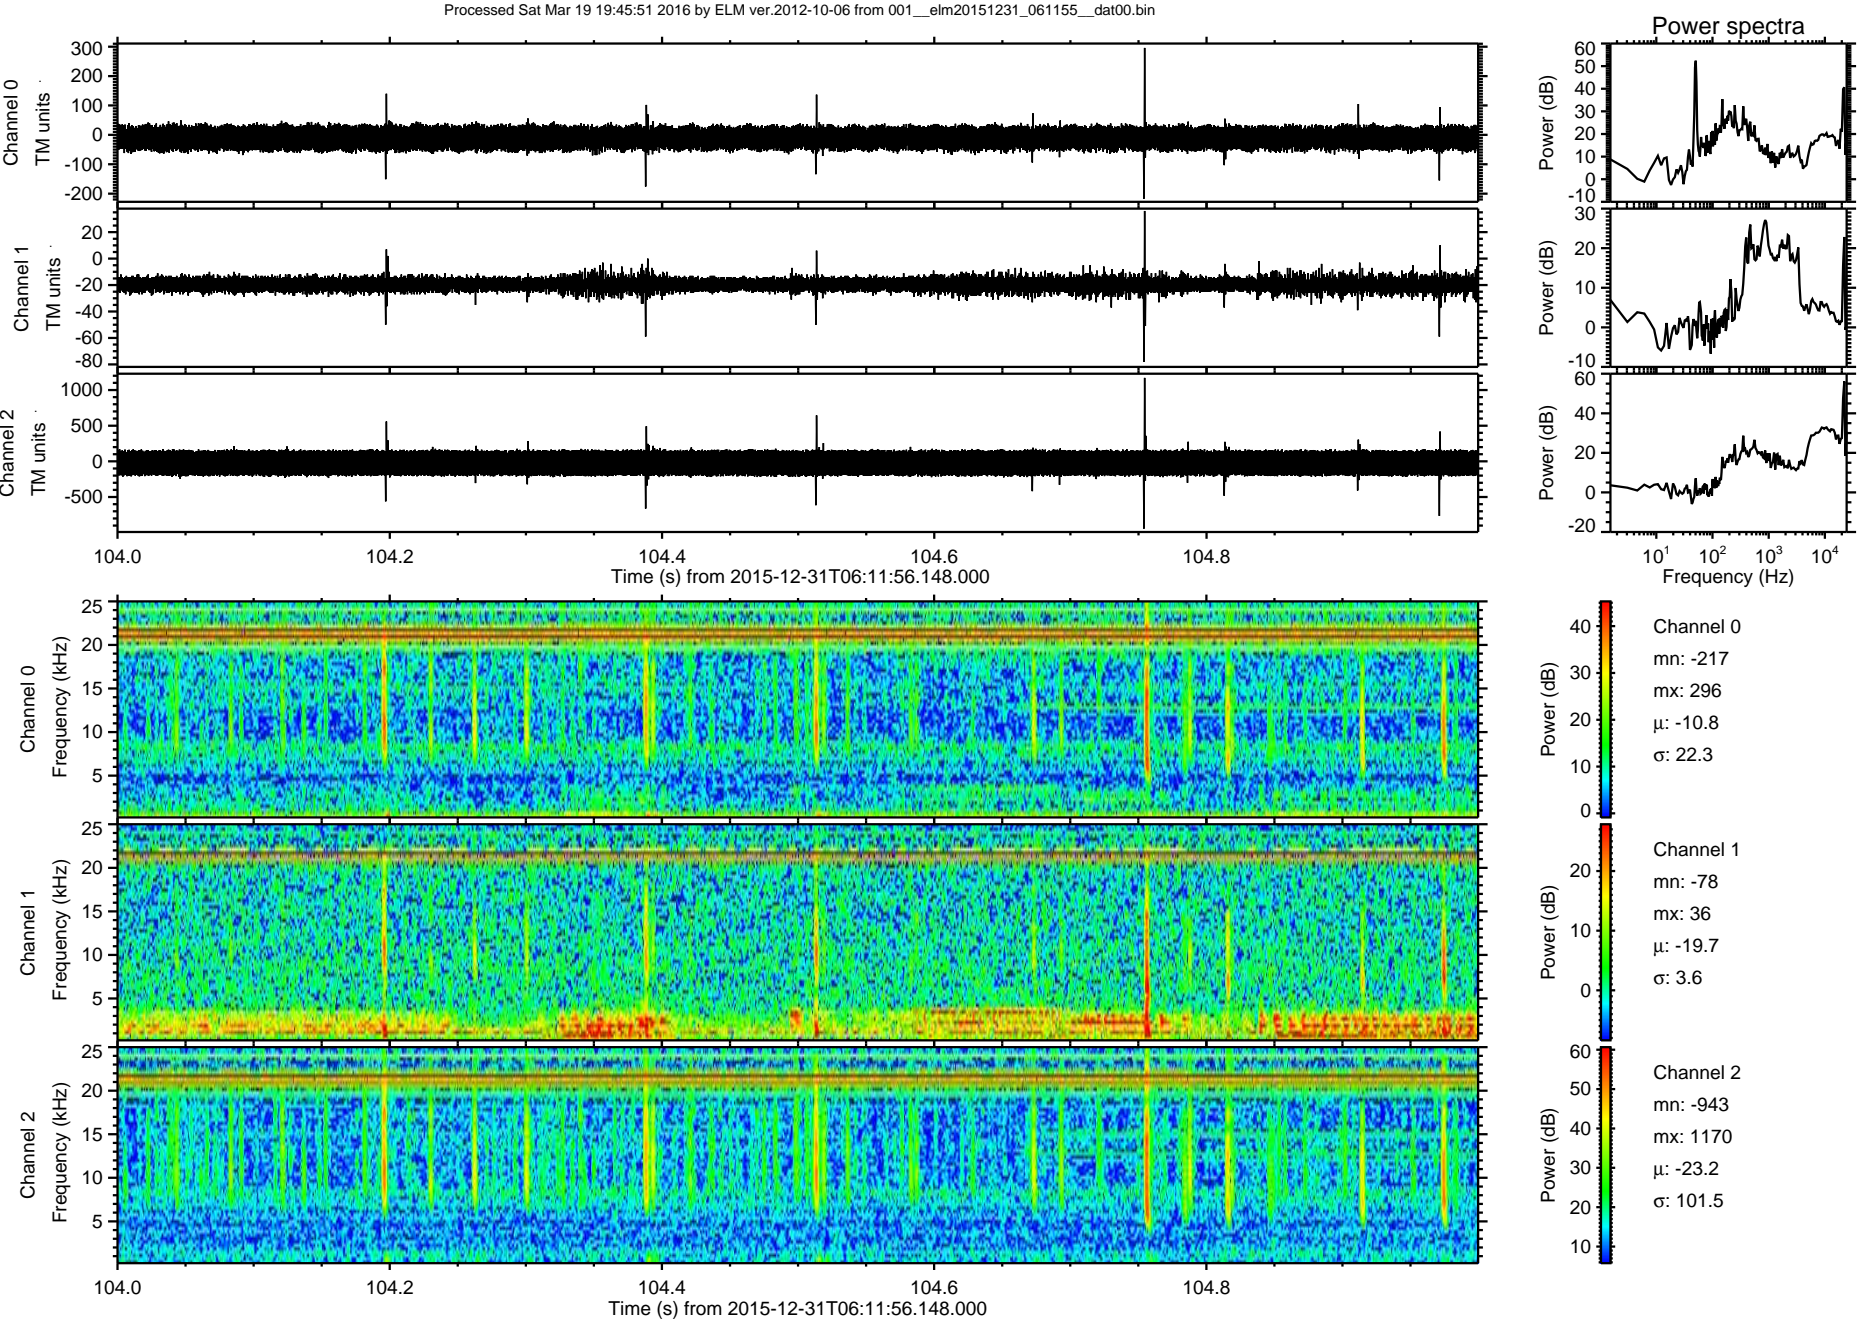 Processed Sat Mar 19 19:45:51 2016 by ELM ver.2012-10-06 from 001__elm20151231_061155__dat00.bin
Power spectra
Channel 0
TM units
300
200
100
0
-100
-200
Power (dB)
60
50
40
30
20
10
0
-10
Channel 1
TM units
20
0
-20
-40
-60
-80
Power (dB)
30
20
10
0
-10
Channel 2
TM units
1000
500
0
-500
Power (dB)
60
40
20
0
-20
104.0 104.2 104.4 104.6 104.8
Time (s) from 2015-12-31T06:11:56.148.000
10¹ 10² 10³ 10⁴
Frequency (Hz)
Channel 0
Frequency (kHz)
25
20
15
10
5
Power (dB)
40
30
20
10
0
Channel 0
mn: -217
mx: 296
µ: -10.8
σ: 22.3
Channel 1
Frequency (kHz)
25
20
15
10
5
Power (dB)
20
10
0
Channel 1
mn: -78
mx: 36
µ: -19.7
σ: 3.6
Channel 2
Frequency (kHz)
25
20
15
10
5
Power (dB)
60
50
40
30
20
10
Channel 2
mn: -943
mx: 1170
µ: -23.2
σ: 101.5
104.0 104.2 104.4 104.6 104.8
Time (s) from 2015-12-31T06:11:56.148.000